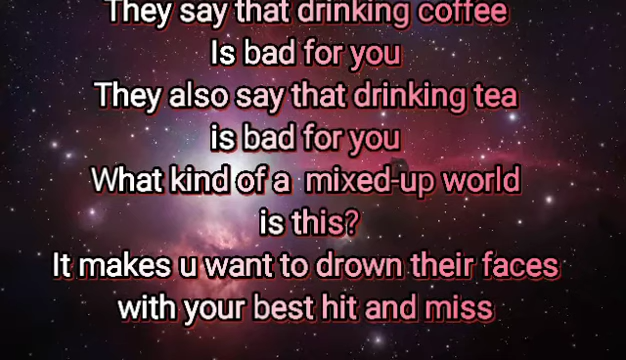 They say that drinking coffee
Is bad for you
They also say that drinking tea
is bad for you
What kind of a mixed-up world
is this?
It makes u want to drown their faces
with your best hit and miss